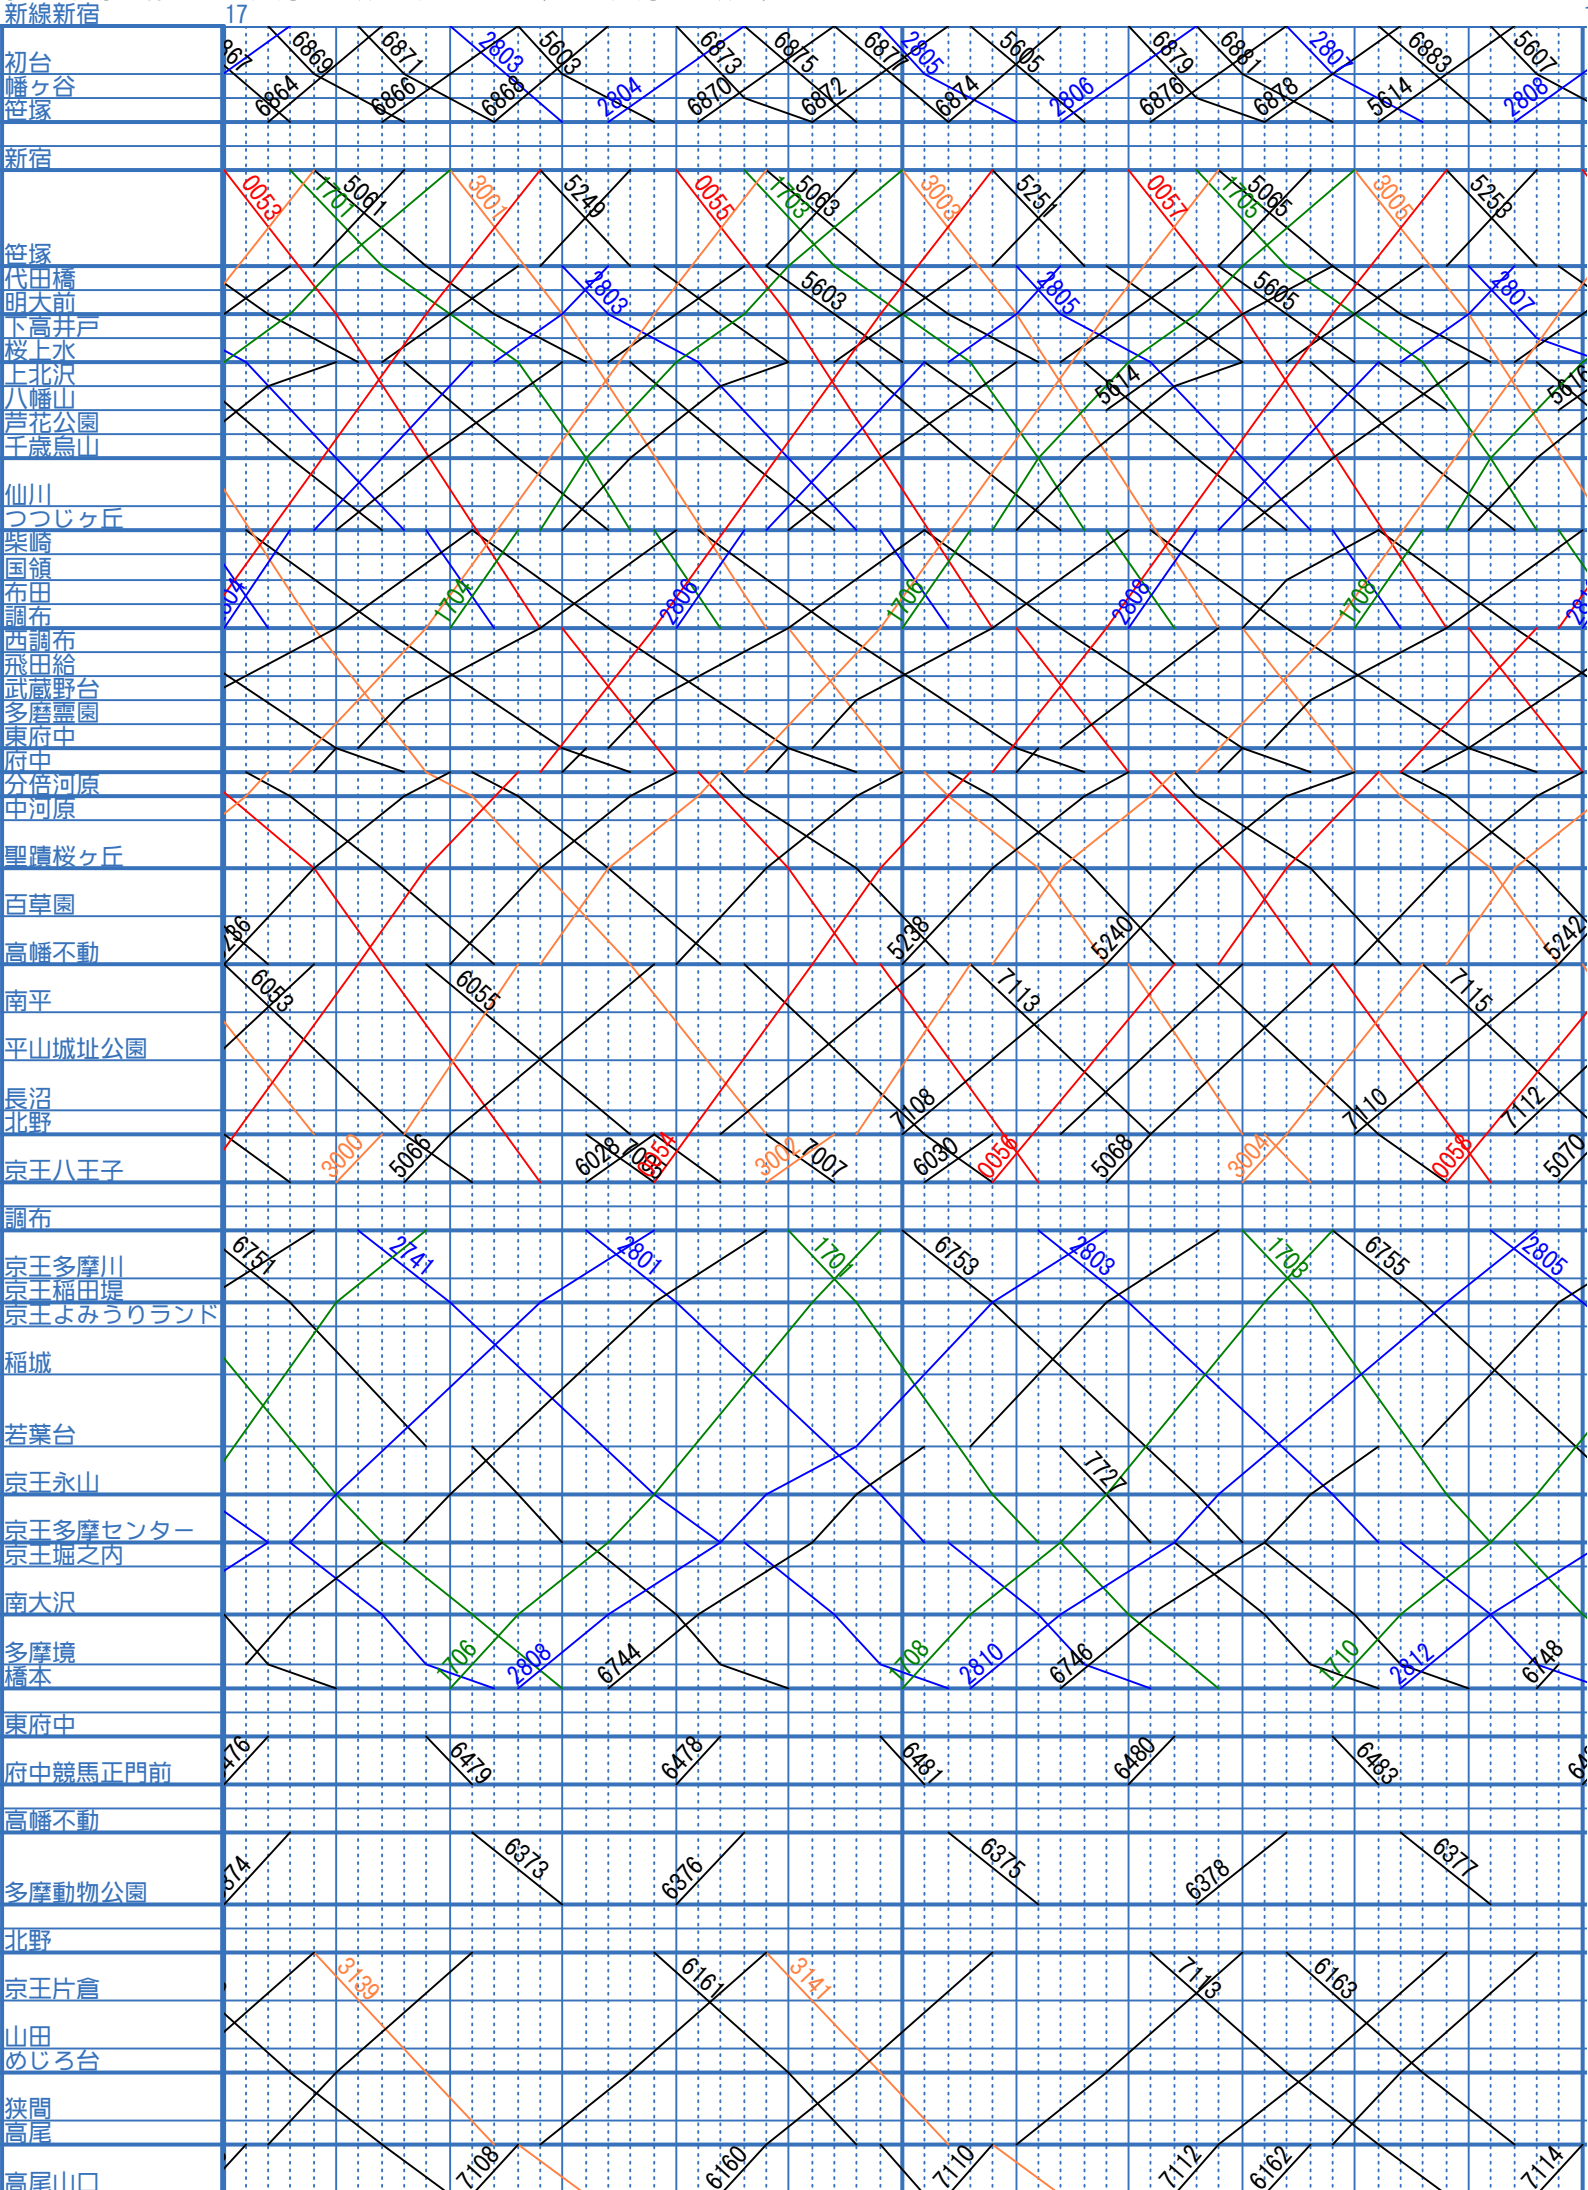 新線新宿 17
6869 6871 2803 5603 6873 6875 6877 2805 5605 6879 6881 2807 6883 5607
初台
幡ヶ谷
6864 6866 6868 2804 6870 6872 6874 2806 6876 6878 5614 2808
笹塚
新宿
0053 1701 5061 3001 5249 0055 1703 5063 3003 5251 0057 1705 5065 3005 5253
笹塚
代田橋
2803 5603 2805 5605 2807
明大前
下高井戸
桜上水
上北沢
5614 5616
八幡山
芦花公園
千歳烏山
仙川
つつじヶ丘
柴崎
国領
布田
1704 2806 1706 2808 1708
調布
西調布
飛田給
武蔵野台
多磨霊園
東府中
府中
分倍河原
中河原
聖蹟桜ヶ丘
百草園
5238 5240 5242
高幡不動
6053 6055 7113 7115
南平
平山城址公園
長沼
7108 7110 7112
北野
3000 5066 6028 3002 7007 6030 0056 5068 3004 0058 5070
京王八王子
調布
6751 2741 2801 1701 6753 2803 1703 6755 2805
京王多摩川
京王稲田堤
京王よみうりランド
稲城
若葉台
7727
京王永山
京王多摩センター
京王堀之内
南大沢
多摩境
1706 2808 6744 1708 2810 6746 1710 2812 6748
橋本
東府中
6479 6478 6481 6480 6483
府中競馬正門前
高幡不動
6373 6376 6375 6378 6377
多摩動物公園
北野
3139 6161 3141 7113 6163
京王片倉
山田
めじろ台
狭間
高尾
7108 6160 7110 7112 6162 7114
高尾山口